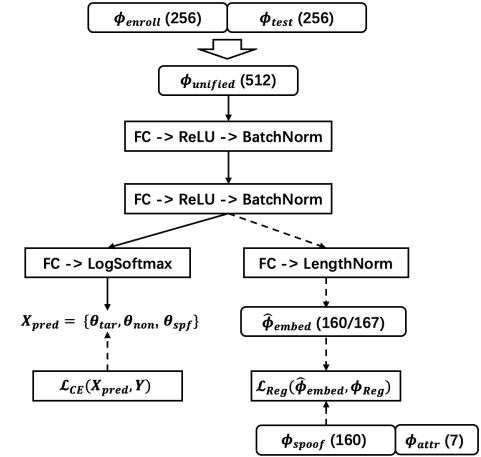 ϕ_enroll (256) ϕ_test (256)
ϕ_unified (512)
FC -> ReLU -> BatchNorm
FC -> ReLU -> BatchNorm
FC -> LogSoftmax FC -> LengthNorm
X_pred = {θ_tar, θ_non, θ_spf} ϕ̂_embed (160/167)
ℒ_CE(X_pred, Y) ℒ_Reg(ϕ̂_embed, ϕ_Reg)
ϕ_spoof (160) ϕ_attr (7)